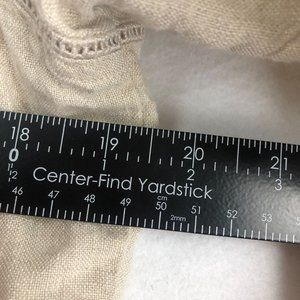 18 19 20 21
0 1 2 3
Center-Find Yardstick
cm
46 47 48 49 50 51 52 53
2mm